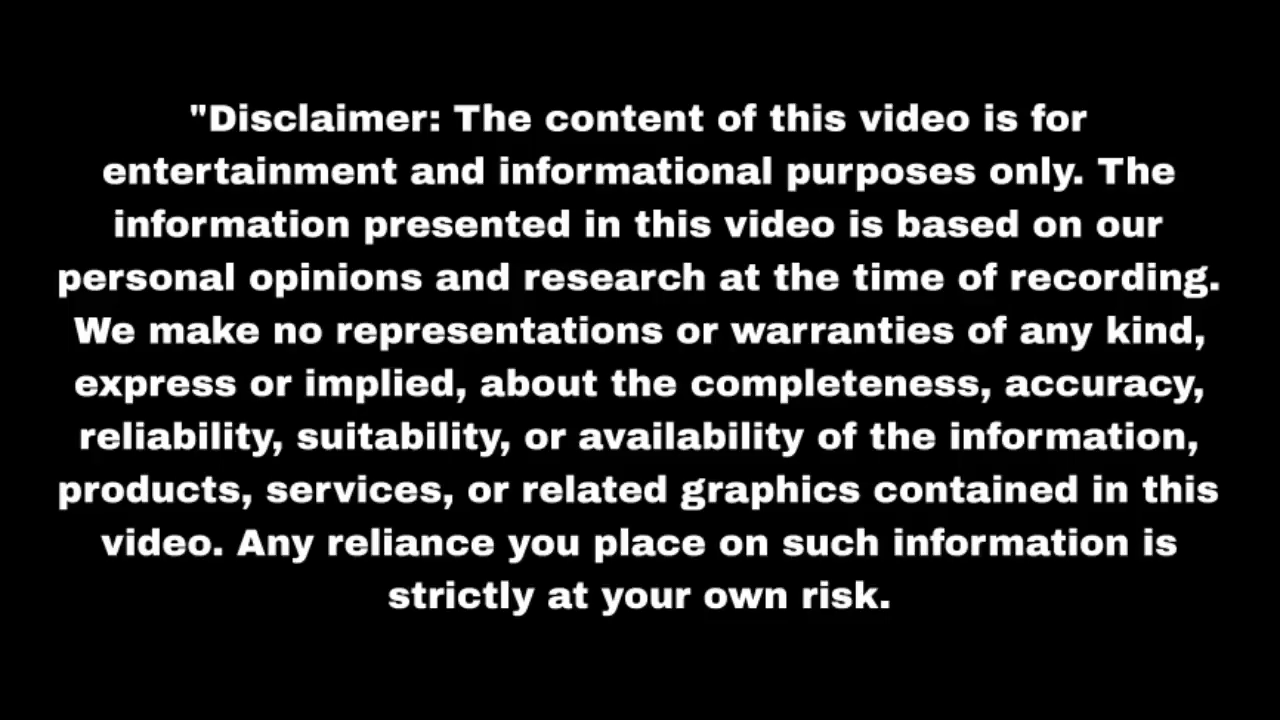 "Disclaimer: The content of this video is for
entertainment and informational purposes only. The
information presented in this video is based on our
personal opinions and research at the time of recording.
We make no representations or warranties of any kind,
express or implied, about the completeness, accuracy,
reliability, suitability, or availability of the information,
products, services, or related graphics contained in this
video. Any reliance you place on such information is
strictly at your own risk.